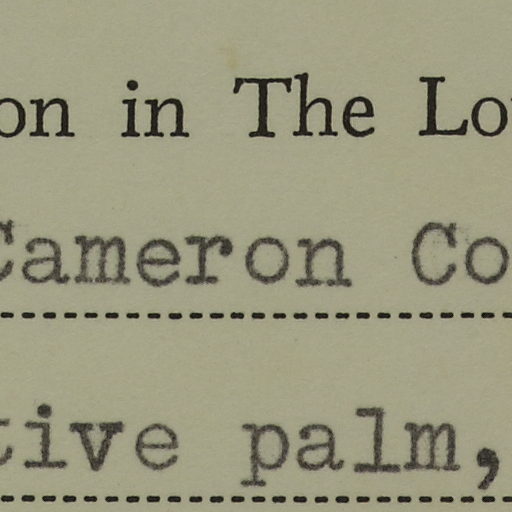 on in The Lo
Cameron Co
tive palm,